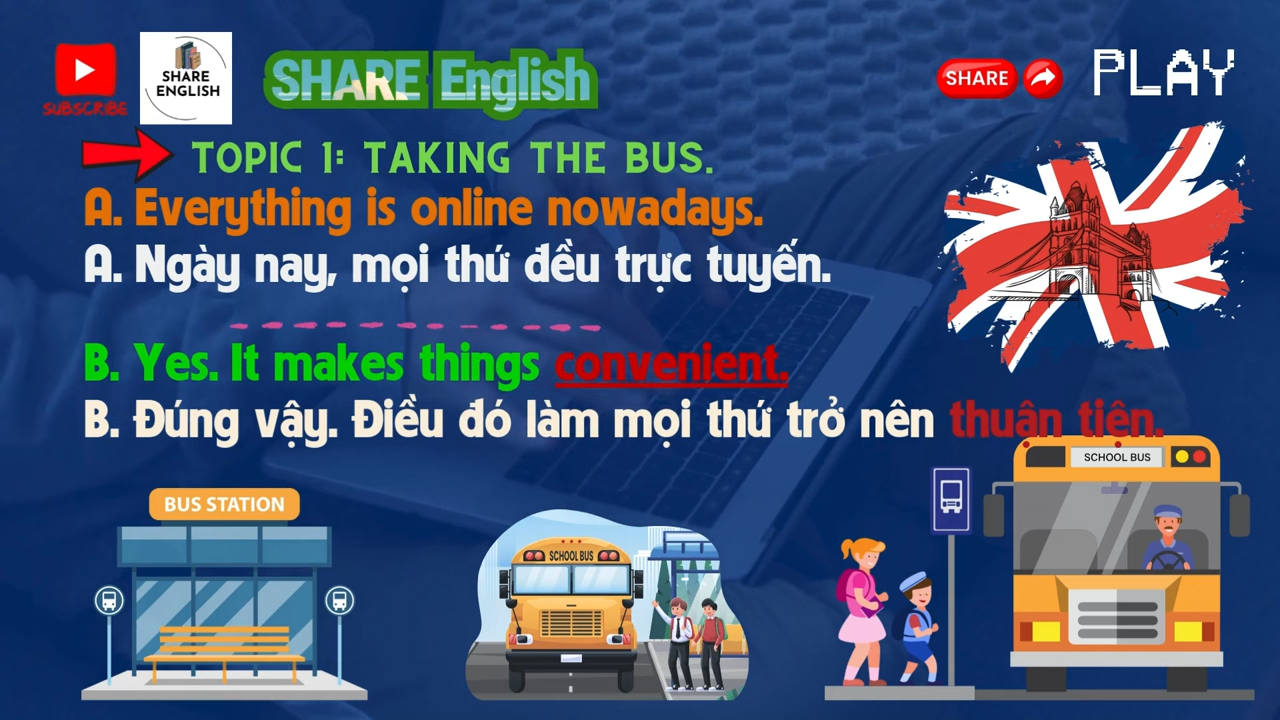 SUBSCRIBE
SHARE
ENGLISH
SHARE English
SHARE
PLAY
TOPIC 1: TAKING THE BUS.
A. Everything is online nowadays.
A. Ngày nay, mọi thứ đều trực tuyến.
B. Yes. It makes things convenient.
B. Đúng vậy. Điều đó làm mọi thứ trở nên thuận tiện.
SCHOOL BUS
BUS STATION
SCHOOL BUS